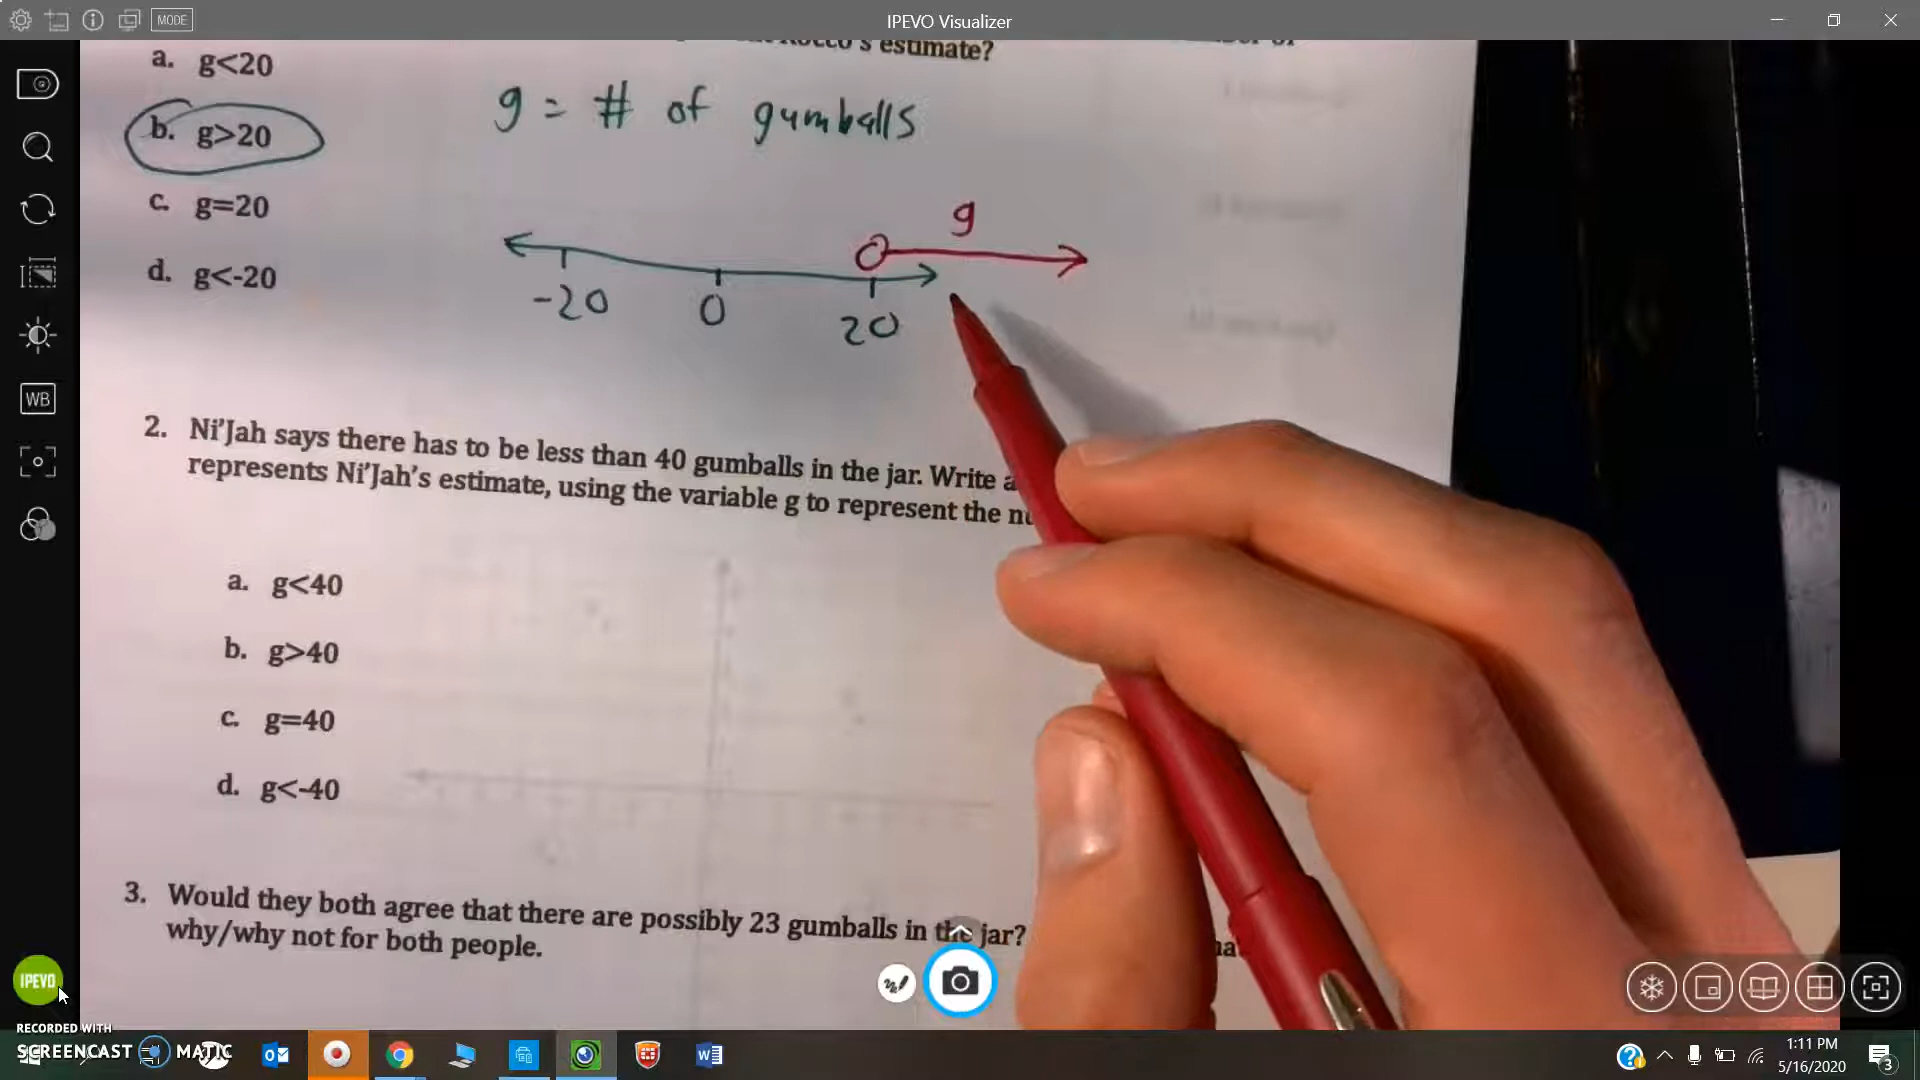 IPEVO Visualizer
MODE
WB
Rocco's estimate?
a. g<20
b. g>20
c. g=20
d. g<-20
g = # of gumballs
g
-20 0 20
2. Ni'Jah says there has to be less than 40 gumballs in the jar. Write
represents Ni'Jah's estimate, using the variable g to represent the
a. g<40
b. g>40
c. g=40
d. g<-40
3. Would they both agree that there are possibly 23 gumballs in the jar?
why/why not for both people.
IPEVO
RECORDED WITH
SCREENCAST MATIC
1:11 PM
5/16/2020
3